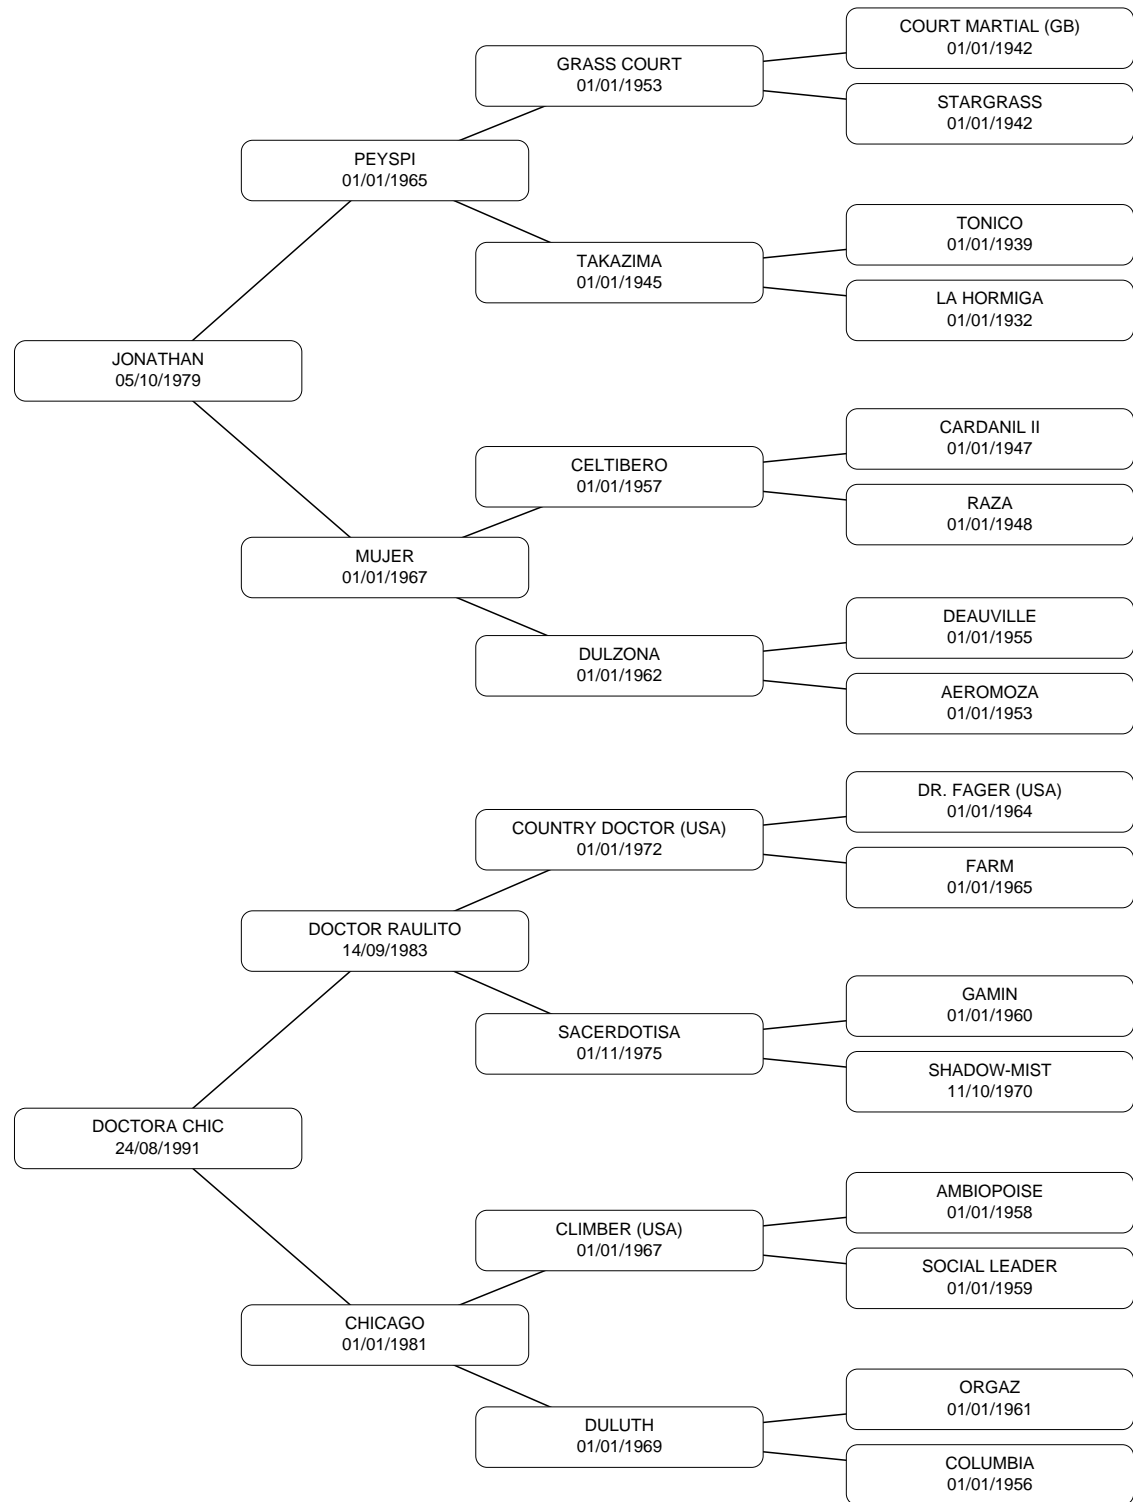 COURT MARTIAL (GB)
01/01/1942
GRASS COURT
01/01/1953
STARGRASS
01/01/1942
PEYSPI
01/01/1965
TONICO
01/01/1939
TAKAZIMA
01/01/1945
LA HORMIGA
01/01/1932
JONATHAN
05/10/1979
CARDANIL II
01/01/1947
CELTIBERO
01/01/1957
RAZA
01/01/1948
MUJER
01/01/1967
DEAUVILLE
01/01/1955
DULZONA
01/01/1962
AEROMOZA
01/01/1953
DR. FAGER (USA)
01/01/1964
COUNTRY DOCTOR (USA)
01/01/1972
FARM
01/01/1965
DOCTOR RAULITO
14/09/1983
GAMIN
01/01/1960
SACERDOTISA
01/11/1975
SHADOW-MIST
11/10/1970
DOCTORA CHIC
24/08/1991
AMBIOPOISE
01/01/1958
CLIMBER (USA)
01/01/1967
SOCIAL LEADER
01/01/1959
CHICAGO
01/01/1981
ORGAZ
01/01/1961
DULUTH
01/01/1969
COLUMBIA
01/01/1956